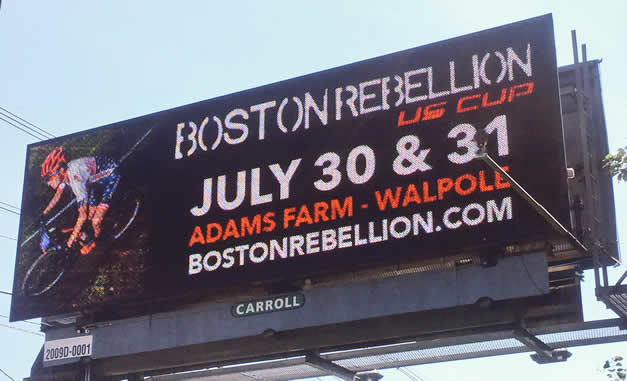 BOSTON REBELLION
US CUP
JULY 30 & 31
ADAMS FARM - WALPOLE
BOSTONREBELLION.COM
CARROLL
2009D-0001